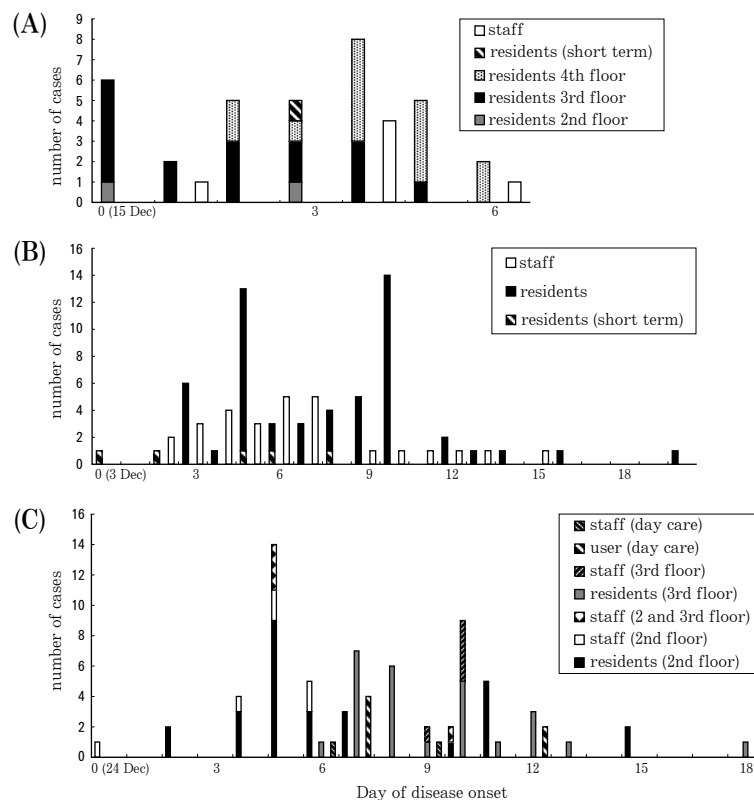 (A)
9
8
7
6
5
4
3
2
1
0
number of cases
0 (15 Dec) 3 6
staff
residents (short term)
residents 4th floor
residents 3rd floor
residents 2nd floor
(B)
16
14
12
10
8
6
4
2
0
number of cases
0 (3 Dec) 3 6 9 12 15 18
staff
residents
residents (short term)
(C)
16
14
12
10
8
6
4
2
0
number of cases
0 (24 Dec) 3 6 9 12 15 18
Day of disease onset
staff (day care)
user (day care)
staff (3rd floor)
residents (3rd floor)
staff (2 and 3rd floor)
staff (2nd floor)
residents (2nd floor)